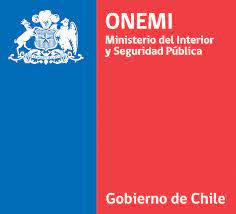 ONEMI
Ministerio del Interior
y Seguridad Pública
Gobierno de Chile